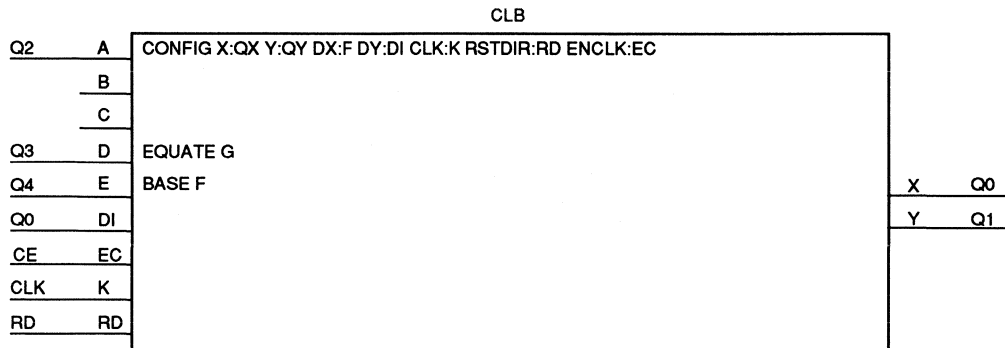 CLB
Q2 A CONFIG X:QX Y:QY DX:F DY:DI CLK:K RSTDIR:RD ENCLK:EC
B
C
Q3 D EQUATE G
Q4 E BASE F X Q0
Q0 DI Y Q1
CE EC
CLK K
RD RD